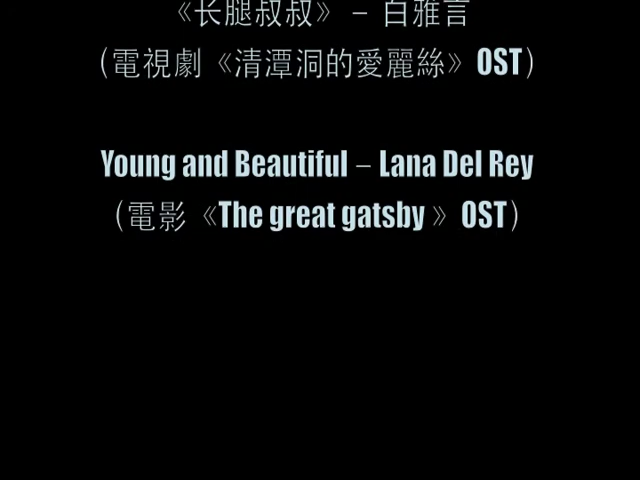 《长腿叔叔》 – 白雅言
(電視劇《清潭洞的愛麗絲》OST)
Young and Beautiful – Lana Del Rey
(電影《The great gatsby 》OST)